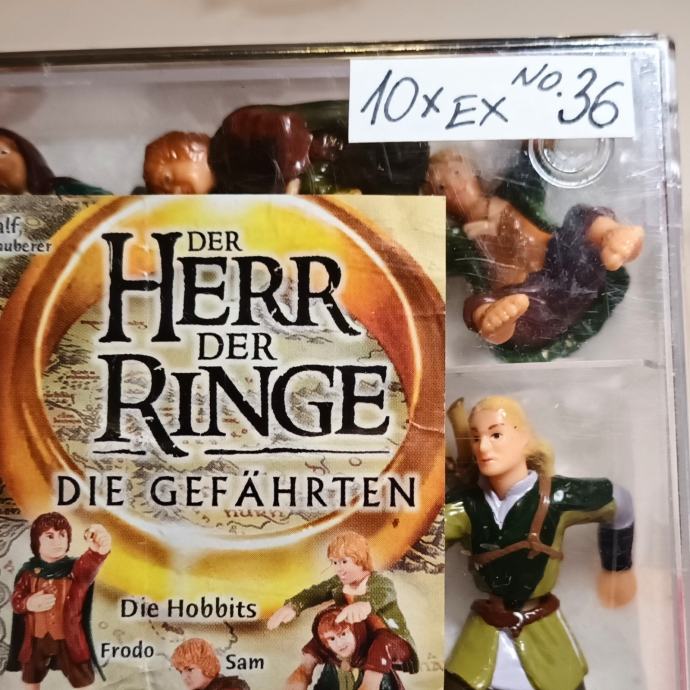 10x EX No. 36
DER
HERR
DER
RINGE
DIE GEFÄHRTEN
Die Hobbits
Frodo
Sam